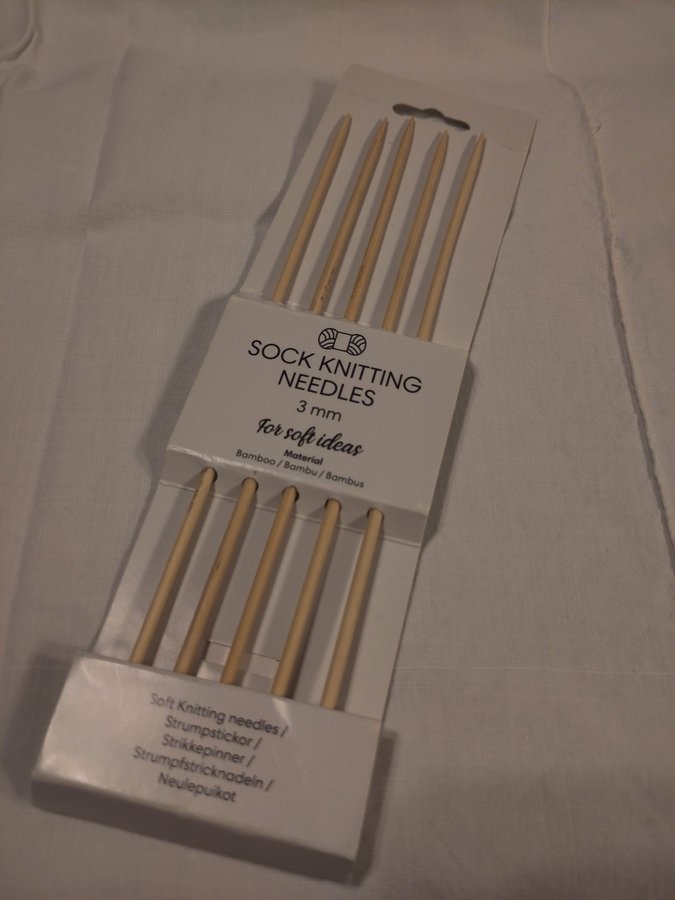 SOCK KNITTING
NEEDLES
3 mm
For soft ideas
Material
Bamboo / Bambu / Bambus
Soft Knitting needles /
Strumpstickor /
Strikkepinner /
Strumpfstricknadeln /
Neulepuikot